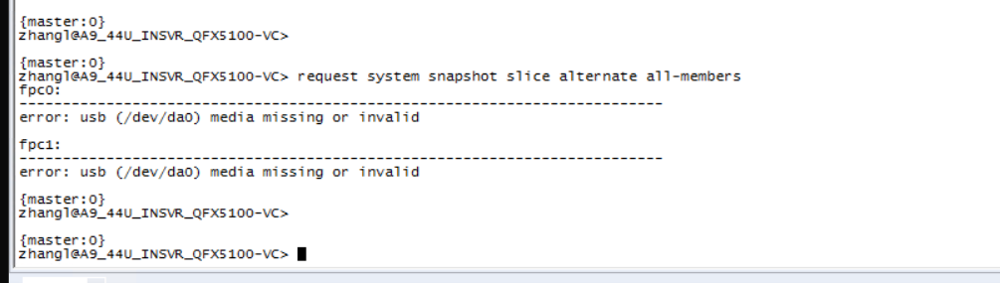 {master:0}
zhangl@A9_44U_INSVR_QFX5100-VC>
{master:0}
zhangl@A9_44U_INSVR_QFX5100-VC> request system snapshot slice alternate all-members
fpc0:
--------------------------------------------------------------------------
error: usb (/dev/da0) media missing or invalid
fpc1:
--------------------------------------------------------------------------
error: usb (/dev/da0) media missing or invalid
{master:0}
zhangl@A9_44U_INSVR_QFX5100-VC>
{master:0}
zhangl@A9_44U_INSVR_QFX5100-VC>